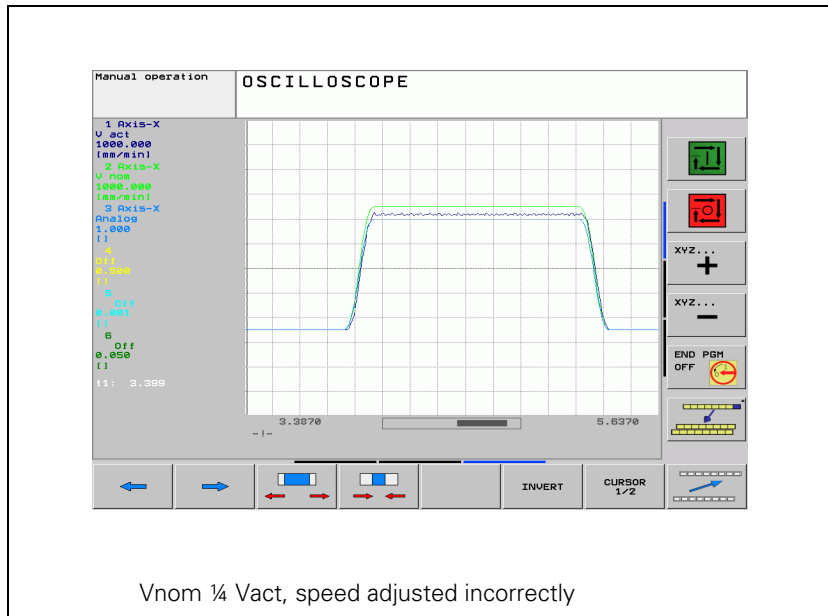 Manual operation
OSCILLOSCOPE
1 Axis-X
V act
1000.000
[mm/min]
2 Axis-X
V nom
1000.000
[mm/min]
3 Axis-X
Analog
1.000
[]
4
Off
0.500
[]
5
Off
0.001
[]
6
Off
0.050
[]
t1: 3.399
3.3870
5.6370
-!-
XYZ...
+
XYZ...
−
END PGM
OFF
INVERT
CURSOR
1/2
Vnom ¼ Vact, speed adjusted incorrectly